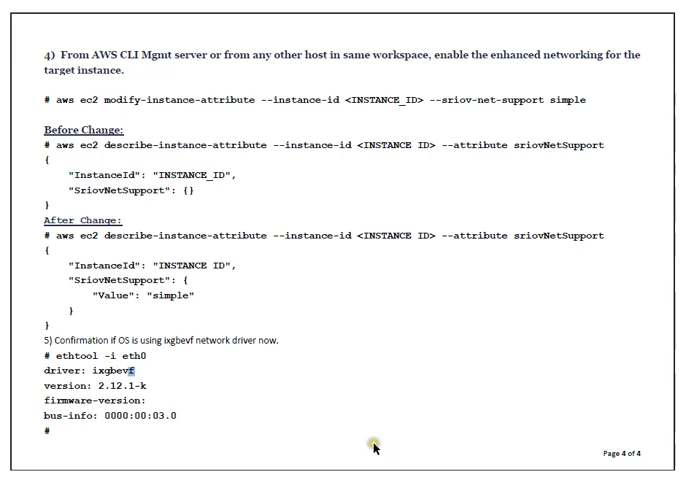 4) From AWS CLI Mgmt server or from any other host in same workspace, enable the enhanced networking for the
target instance.
# aws ec2 modify-instance-attribute --instance-id <INSTANCE_ID> --sriov-net-support simple
Before Change:
# aws ec2 describe-instance-attribute --instance-id <INSTANCE ID> --attribute sriovNetSupport
{
"InstanceId": "INSTANCE_ID",
"SriovNetSupport": {}
}
After Change:
# aws ec2 describe-instance-attribute --instance-id <INSTANCE ID> --attribute sriovNetSupport
{
"InstanceId": "INSTANCE ID",
"SriovNetSupport": {
"Value": "simple"
}
}
5) Confirmation if OS is using ixgbevf network driver now.
# ethtool -i eth0
driver: ixgbevf
version: 2.12.1-k
firmware-version:
bus-info: 0000:00:03.0
#
Page 4 of 4